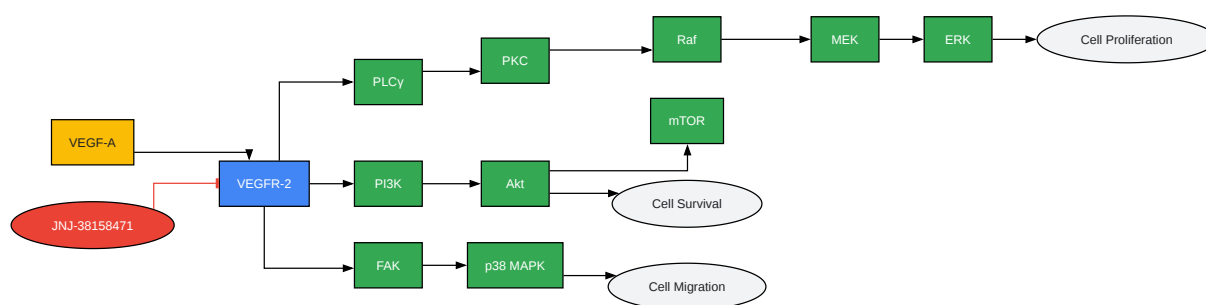 VEGF-A
JNJ-38158471
VEGFR-2
PLCγ
PKC
Raf
MEK
ERK
Cell Proliferation
PI3K
Akt
mTOR
Cell Survival
FAK
p38 MAPK
Cell Migration